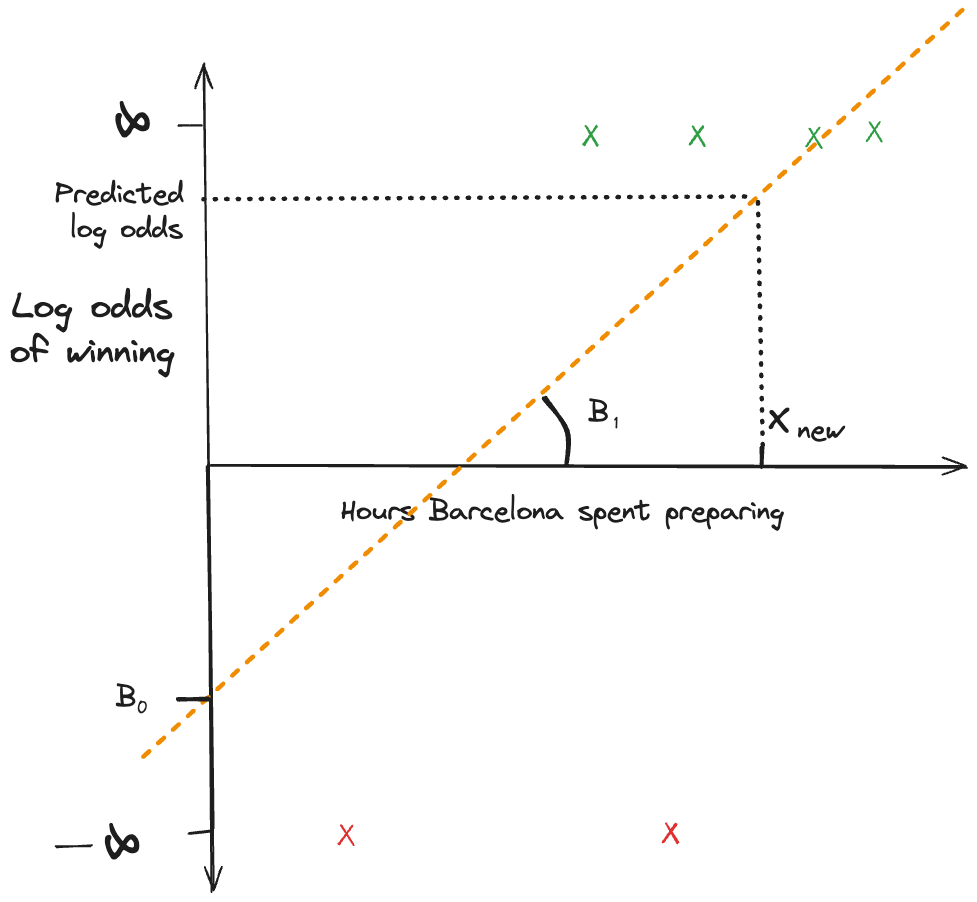 ∞
Predicted
log odds
Log odds
of winning
B₁
X new
Hours Barcelona spent preparing
B₀
−∞